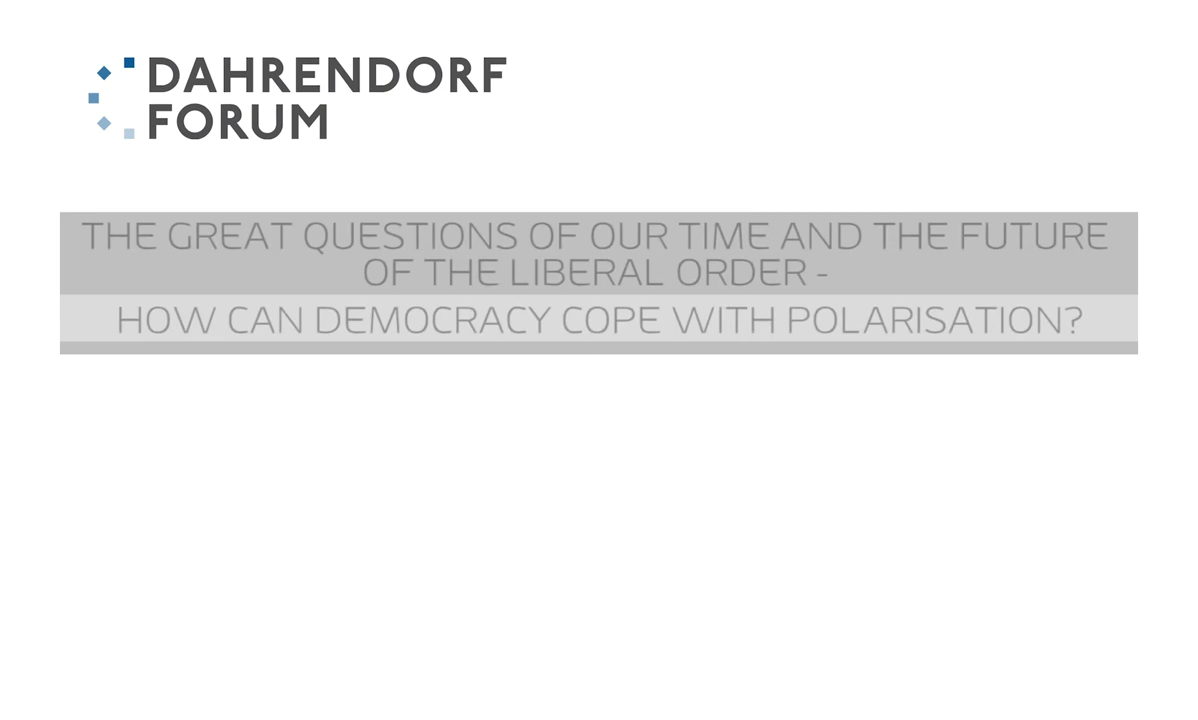 DAHRENDORF
FORUM
THE GREAT QUESTIONS OF OUR TIME AND THE FUTURE
OF THE LIBERAL ORDER -
HOW CAN DEMOCRACY COPE WITH POLARISATION?